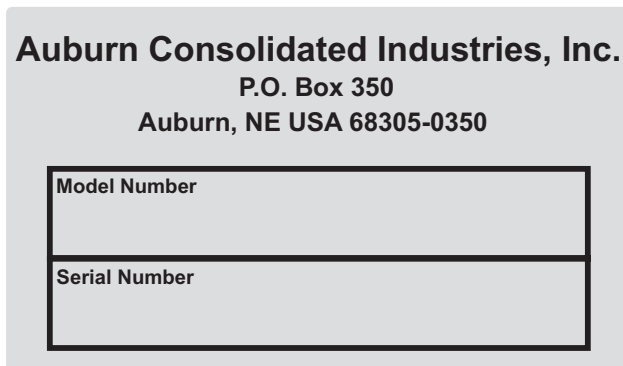 Auburn Consolidated Industries, Inc.
P.O. Box 350
Auburn, NE USA 68305-0350
Model Number
Serial Number